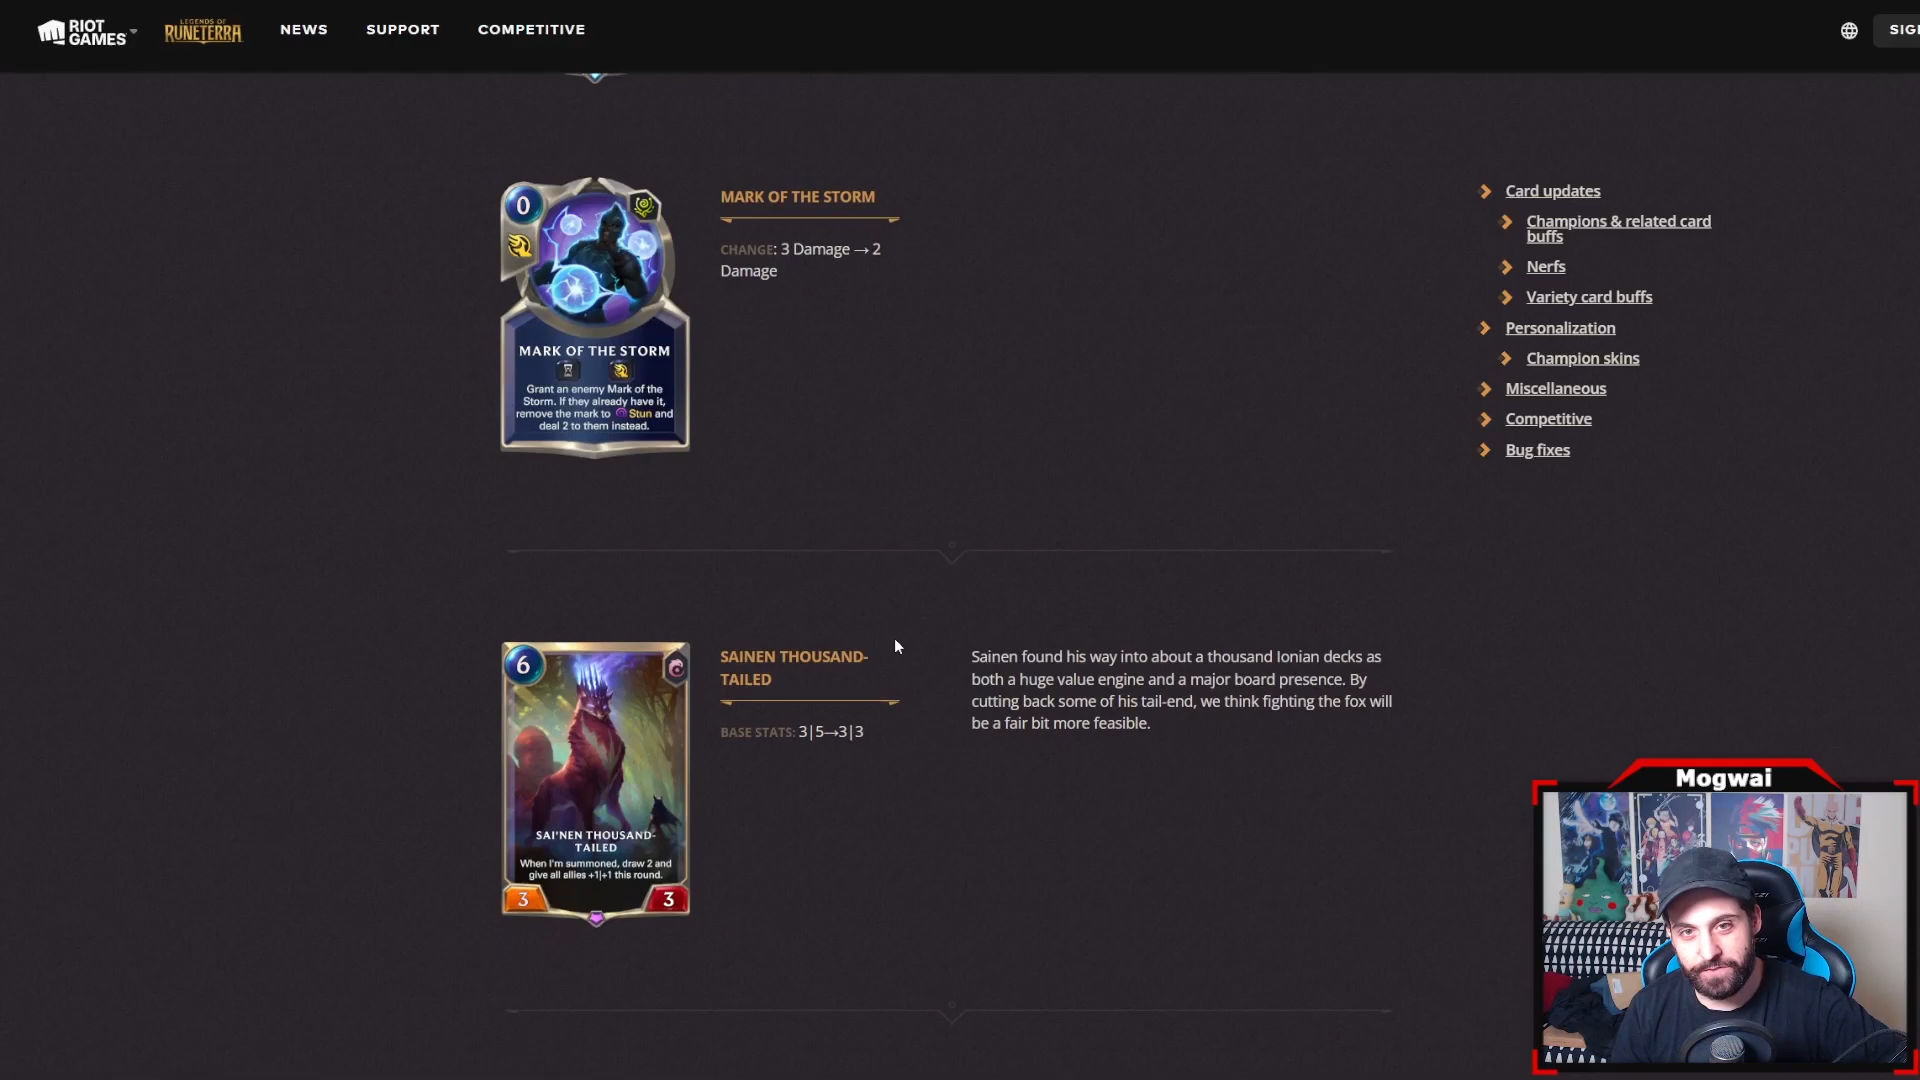 RIOT
GAMES
LEGENDS OF
RUNETERRA
NEWS
SUPPORT
COMPETITIVE
SIG
0
MARK OF THE STORM
Grant an enemy Mark of the
Storm. If they already have it,
remove the mark to Stun and
deal 2 to them instead.
MARK OF THE STORM
CHANGE: 3 Damage → 2
Damage
Card updates
Champions & related card
buffs
Nerfs
Variety card buffs
Personalization
Champion skins
Miscellaneous
Competitive
Bug fixes
6
SAI'NEN THOUSAND-
TAILED
When I'm summoned, draw 2 and
give all allies +1|+1 this round.
3
3
SAINEN THOUSAND-
TAILED
BASE STATS: 3|5→3|3
Sainen found his way into about a thousand Ionian decks as
both a huge value engine and a major board presence. By
cutting back some of his tail-end, we think fighting the fox will
be a fair bit more feasible.
Mogwai